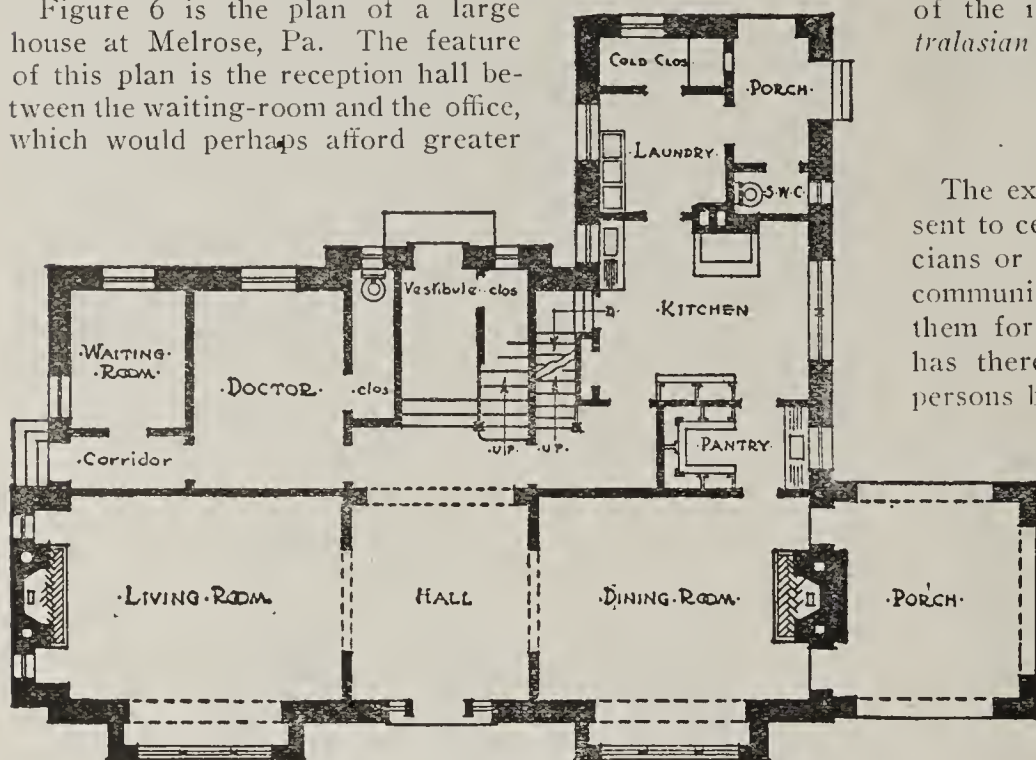 Figure 6 is the plan of a large
house at Melrose, Pa. The feature
of this plan is the reception hall be-
tween the waiting-room and the office,
which would perhaps afford greater
of the i
tralasian
The ex
sent to ce
cians or
communi
them for
has there
persons h
COLD CLOS.
·PORCH·
·LAUNDRY·
S.W.C.
Vestibule clos
·KITCHEN
·WAITING·
·ROOM·
·DOCTOR·
·clos
D
·UP· ·UP·
·PANTRY·
Corridor
·LIVING·ROOM·
HALL
·DINING·ROOM·
·PORCH·